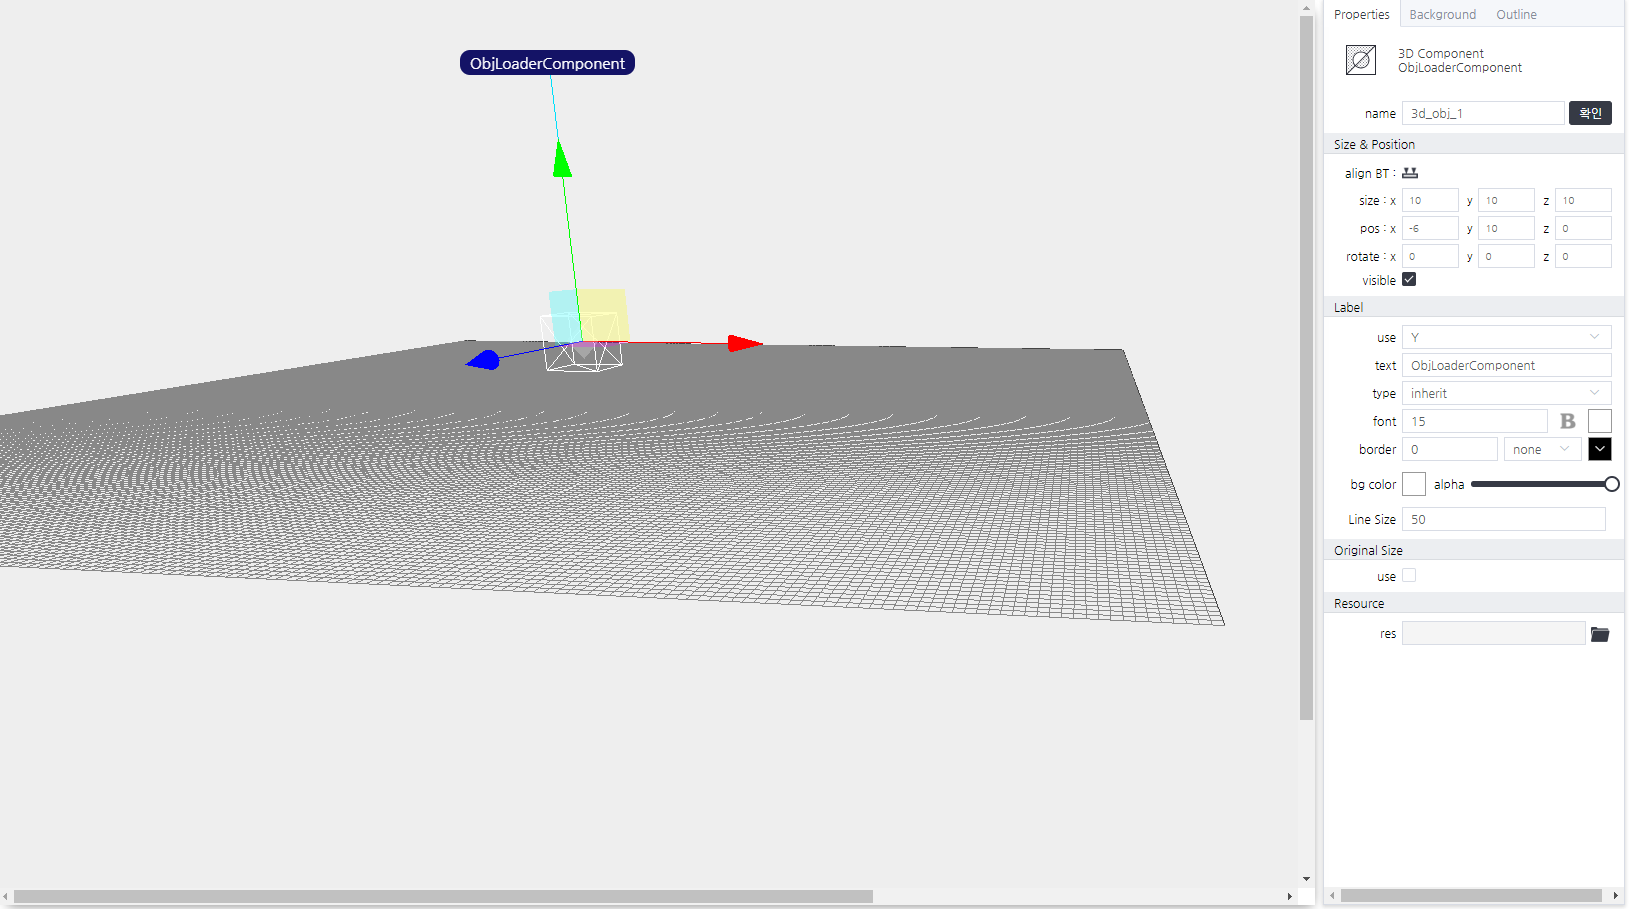 ObjLoaderComponent
Properties Background Outline
3D Component
ObjLoaderComponent
name 3d_obj_1 확인
Size & Position
align BT :
size : x 10 y 10 z 10
pos : x -6 y 10 z 0
rotate : x 0 y 0 z 0
visible
Label
use Y
text ObjLoaderComponent
type inherit
font 15 B
border 0 none
bg color alpha
Line Size 50
Original Size
use
Resource
res